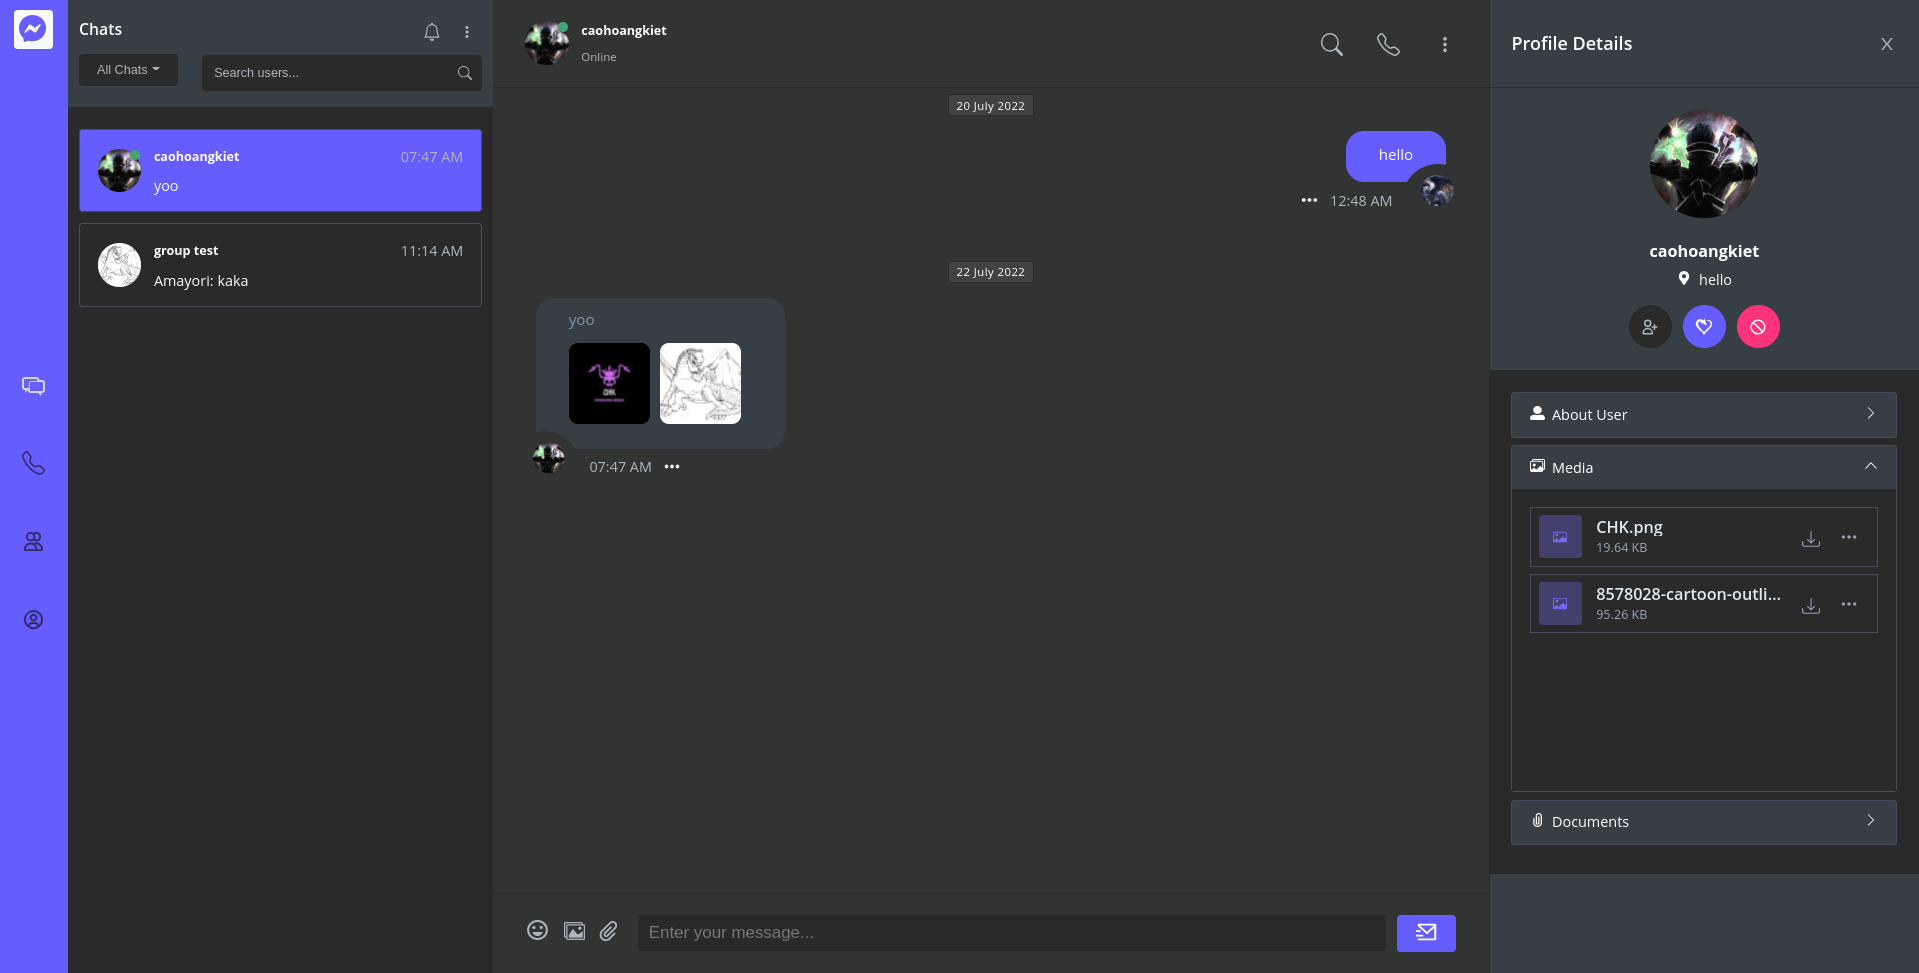 Chats
All Chats
Search users...
caohoangkiet
07:47 AM
yoo
group test
11:14 AM
Amayori: kaka
caohoangkiet
Online
20 July 2022
hello
12:48 AM
22 July 2022
yoo
CHK
07:47 AM
Enter your message...
Profile Details
X
caohoangkiet
hello
About User
Media
CHK.png
19.64 KB
8578028-cartoon-outli...
95.26 KB
Documents